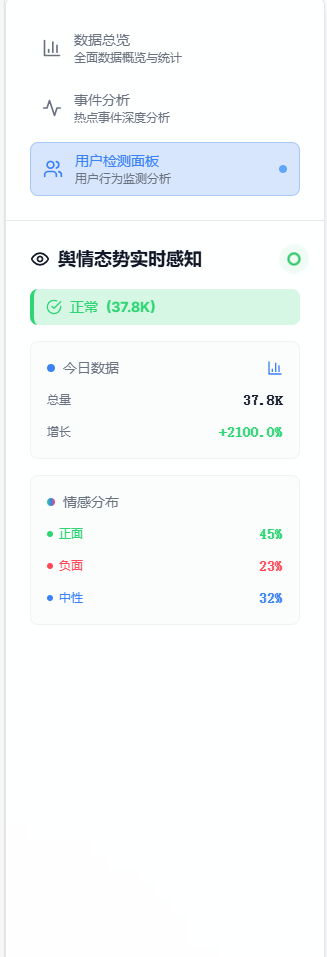 数据总览
全面数据概览与统计
事件分析
热点事件深度分析
用户检测面板
用户行为监测分析
舆情态势实时感知
正常 (37.8K)
今日数据
总量 37.8K
增长 +2100.0%
情感分布
正面 45%
负面 23%
中性 32%